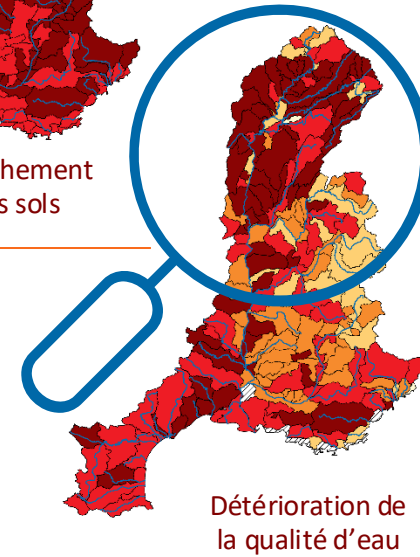 hement
s sols
Détérioration de
la qualité d'eau